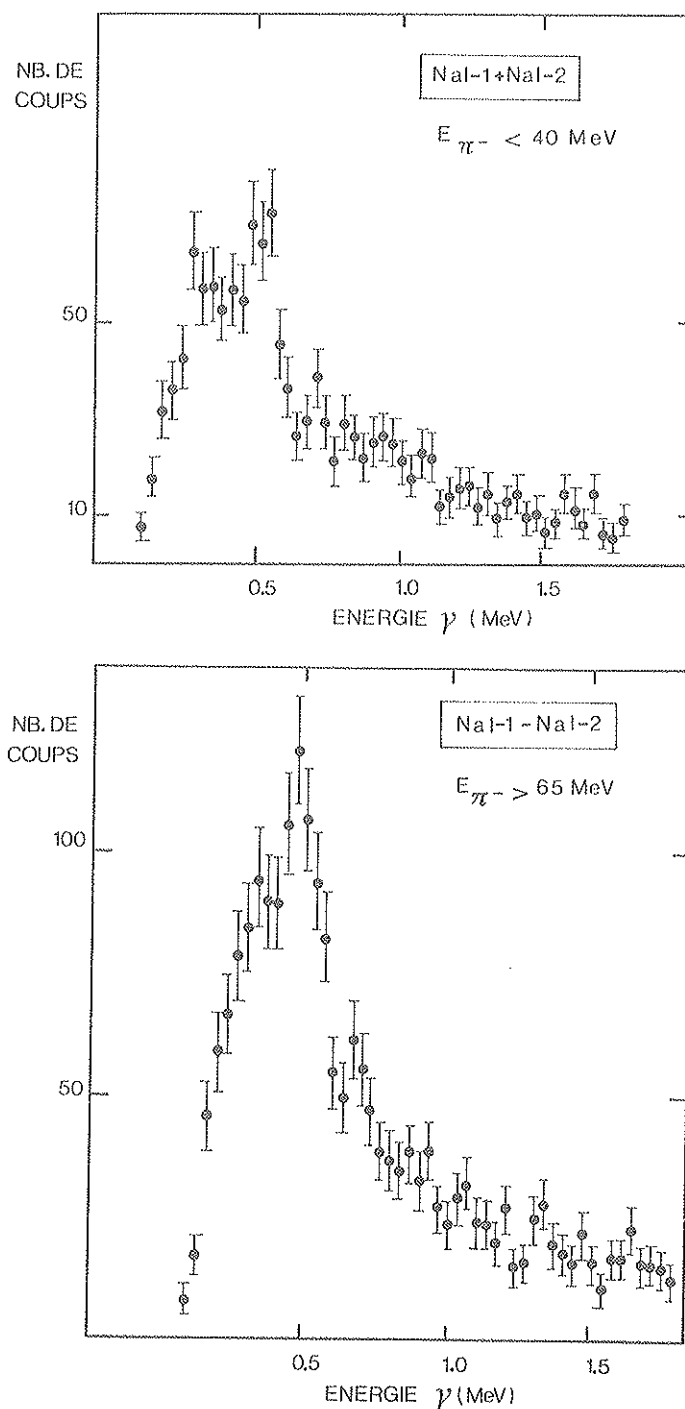 NB. DE
COUPS
NaI-1+NaI-2
E π- < 40 MeV
50
10
0.5 1.0 1.5
ENERGIE γ (MeV)
NB. DE
COUPS
NaI-1-NaI-2
E π- > 65 MeV
100
50
0.5 1.0 1.5
ENERGIE γ (MeV)